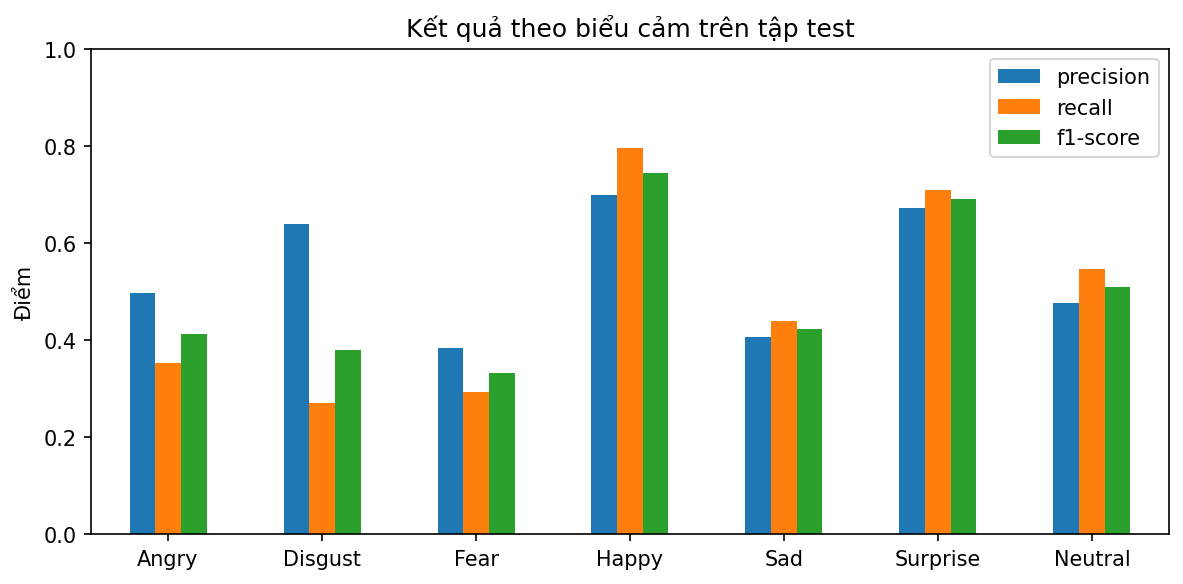 Kết quả theo biểu cảm trên tập test
precision
recall
f1-score
Điểm
1.0
0.8
0.6
0.4
0.2
0.0
Angry Disgust Fear Happy Sad Surprise Neutral